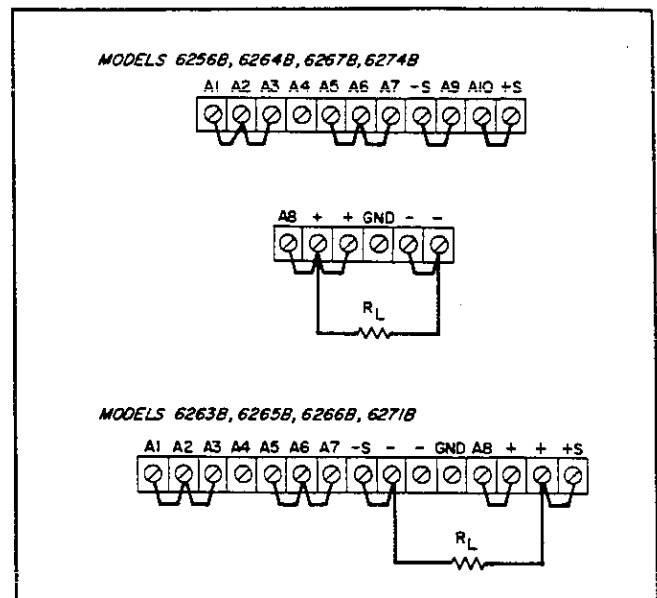 MODELS 6256B, 6264B, 6267B, 6274B
A1 A2 A3 A4 A5 A6 A7 -S A9 A10 +S
A8 + + GND - -
RL
MODELS 6263B, 6265B, 6266B, 6271B
A1 A2 A3 A4 A5 A6 A7 -S - - GND A8 + + +S
RL